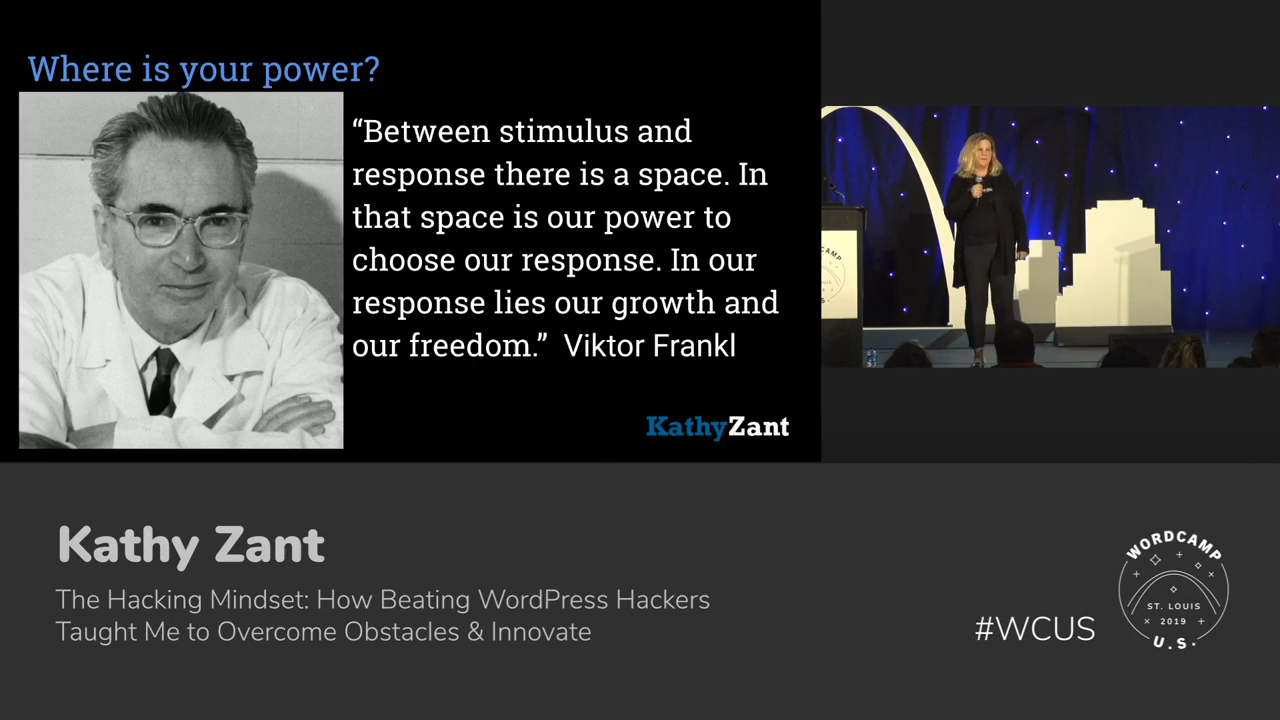 Where is your power?
“Between stimulus and
response there is a space. In
that space is our power to
choose our response. In our
response lies our growth and
our freedom.” Viktor Frankl
KathyZant
Kathy Zant
The Hacking Mindset: How Beating WordPress Hackers
Taught Me to Overcome Obstacles & Innovate
#WCUS
WORDCAMP
ST. LOUIS
2019
U.S.